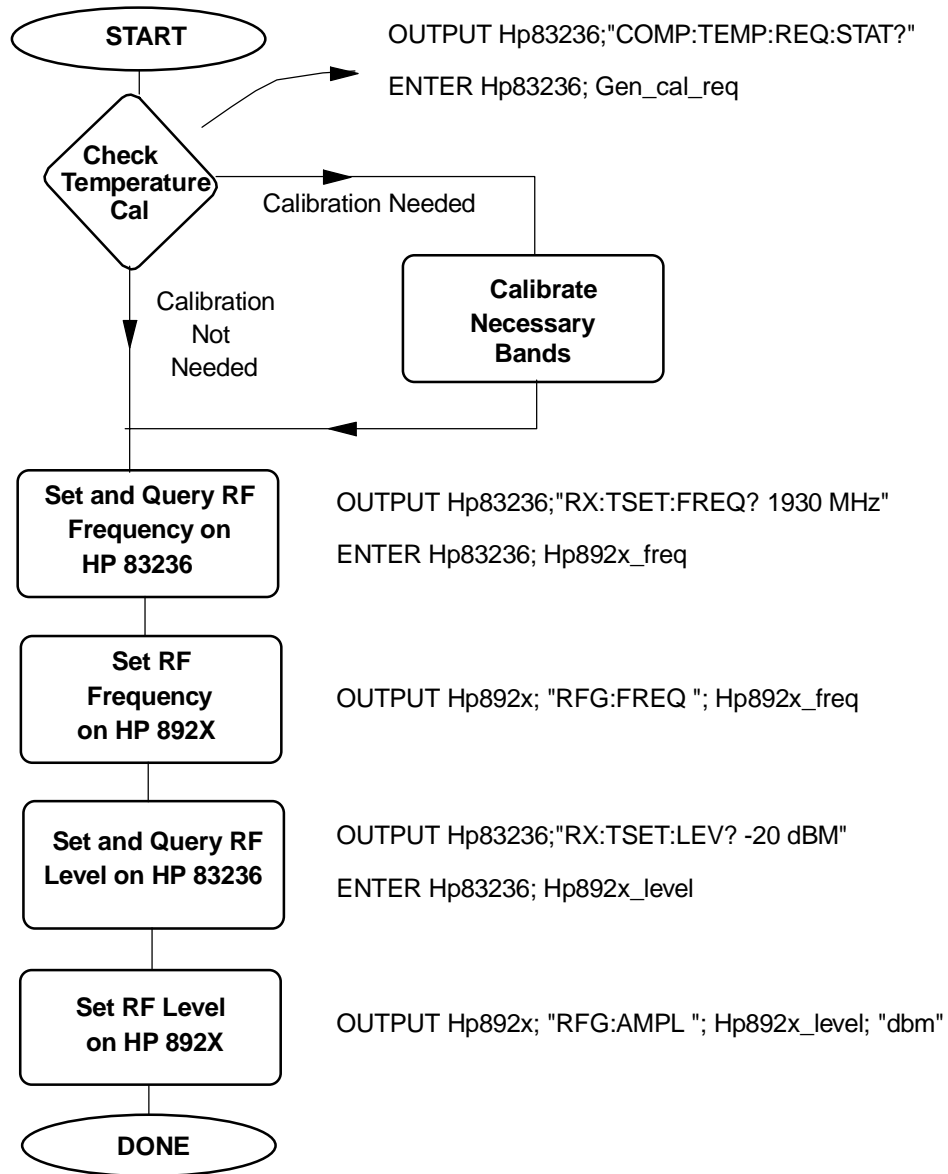 START
OUTPUT Hp83236;"COMP:TEMP:REQ:STAT?"
ENTER Hp83236; Gen_cal_req
Check
Temperature
Cal
Calibration Needed
Calibration
Not
Needed
Calibrate
Necessary
Bands
Set and Query RF
Frequency on
HP 83236
OUTPUT Hp83236;"RX:TSET:FREQ? 1930 MHz"
ENTER Hp83236; Hp892x_freq
Set RF
Frequency
on HP 892X
OUTPUT Hp892x; "RFG:FREQ "; Hp892x_freq
Set and Query RF
Level on HP 83236
OUTPUT Hp83236;"RX:TSET:LEV? -20 dBM"
ENTER Hp83236; Hp892x_level
Set RF Level
on HP 892X
OUTPUT Hp892x; "RFG:AMPL "; Hp892x_level; "dbm"
DONE